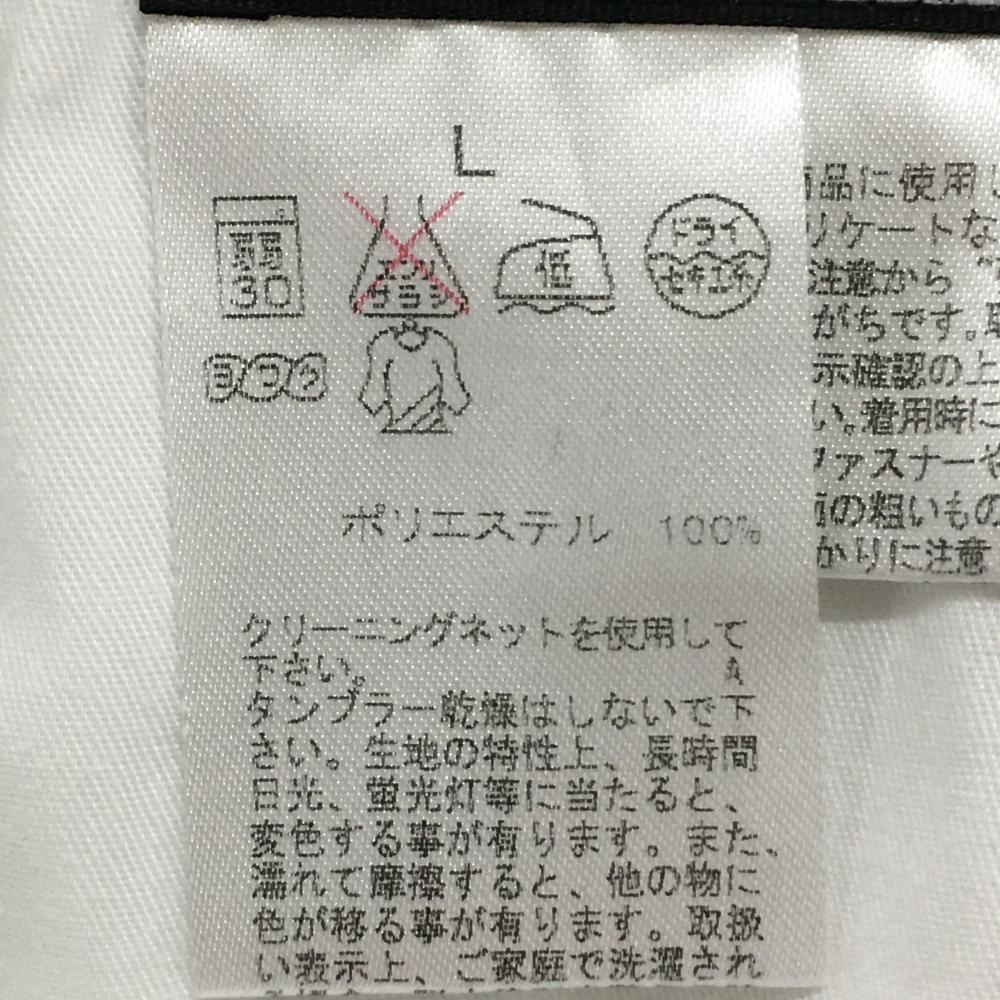 L
弱
30
エンソ
サラシ
低
ドライ
セキユ系
ヨワク
ポリエステル 100%
クリーニングネットを使用して
下さい。 A
タンブラー乾燥はしないで下
さい。生地の特性上、長時間
日光、蛍光灯等に当たると、
変色する事が有ります。また、
濡れて摩擦すると、他の物に
色が移る事が有ります。取扱
い表示上、ご家庭で洗濯され
商品に使用し
リケートな
注意から
がちです。取
示確認の上
い。着用時に
ファスナーや
面の粗いもの
かりに注意